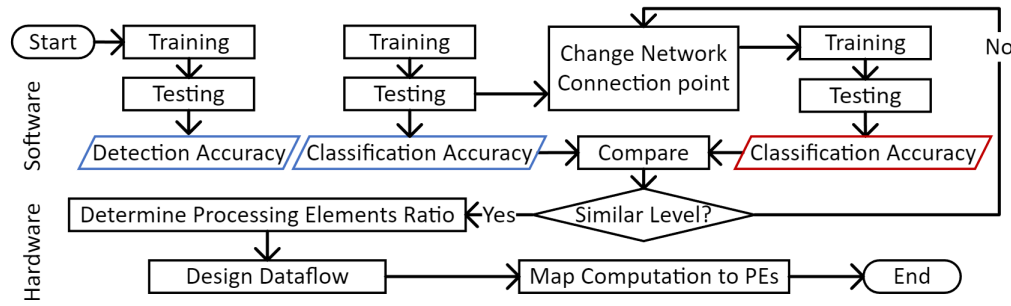 Start
Training
Testing
Detection Accuracy
Training
Testing
Classification Accuracy
Change Network
Connection point
Training
Testing
Classification Accuracy
Compare
Similar Level?
No
Yes
Determine Processing Elements Ratio
Design Dataflow
Map Computation to PEs
End
Software
Hardware